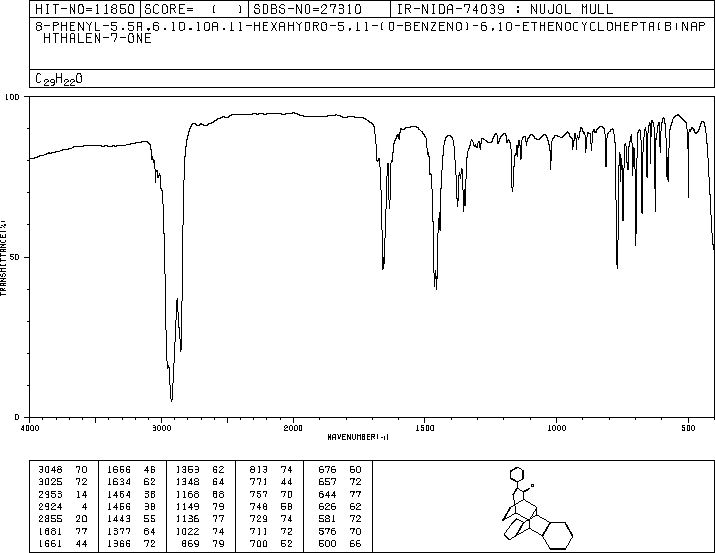 HIT-NO=11850 SCORE= ( ) SDBS-NO=27310 IR-NIDA-74039 : NUJOL MULL
8-PHENYL-5,5A,6,10,10A,11-HEXAHYDRO-5,11-(O-BENZENO)-6,10-ETHENOCYCLOHEPTA(B)NAP
HTHALEN-7-ONE
C29H22O
100
50
0
TRANSMITTANCE(%)
4000 3000 2000 1500 1000 500
WAVENUMBER(-1)
3048 70 1656 46 1353 62 813 74 676 60
3025 72 1634 62 1348 64 771 44 657 72
2953 14 1464 38 1168 68 757 70 644 77
2924 4 1456 38 1149 79 748 58 626 62
2855 20 1443 55 1136 77 729 74 581 72
1681 77 1377 64 1022 74 711 72 576 70
1661 44 1366 72 869 79 700 52 500 66